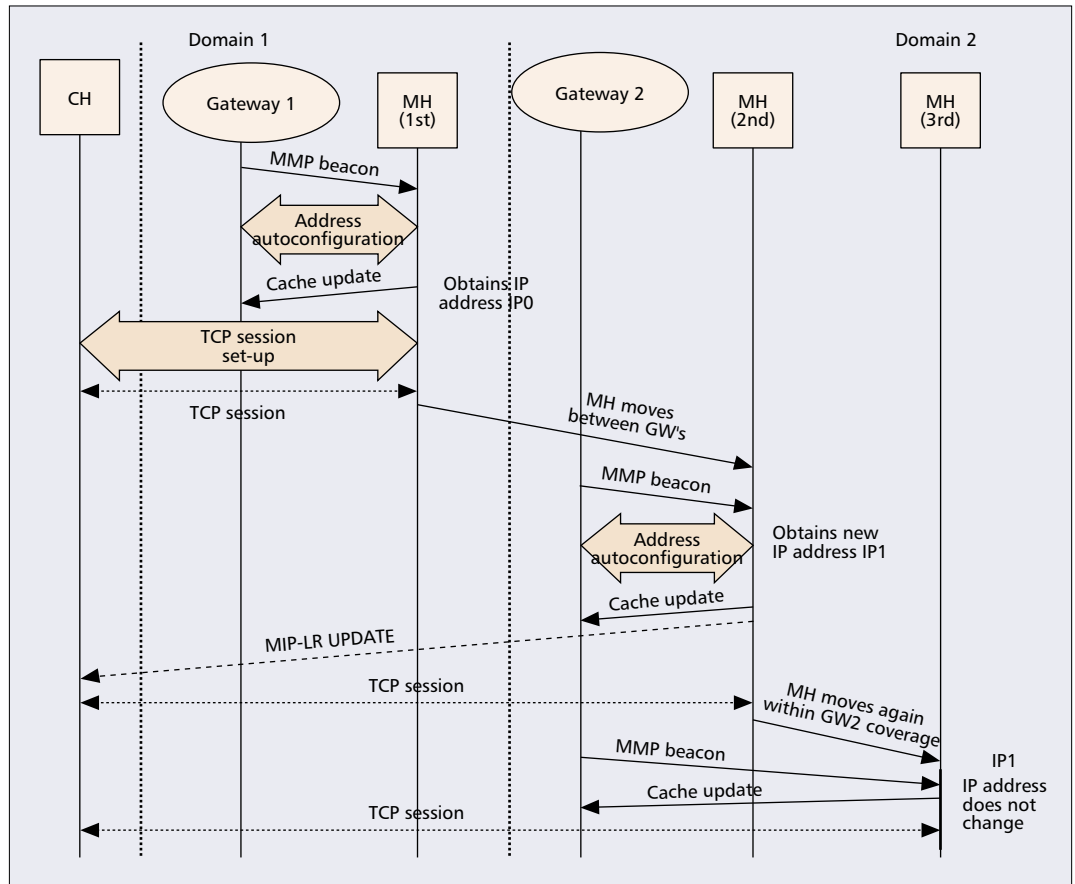 Domain 1
Domain 2
CH
Gateway 1
MH
(1st)
Gateway 2
MH
(2nd)
MH
(3rd)
MMP beacon
Address
autoconfiguration
Cache update
Obtains IP
address IP0
TCP session
set-up
TCP session
MH moves
between GW's
MMP beacon
Address
autoconfiguration
Obtains new
IP address IP1
Cache update
MIP-LR UPDATE
TCP session
MH moves again
within GW2 coverage
MMP beacon
IP1
IP address
does not
change
Cache update
TCP session